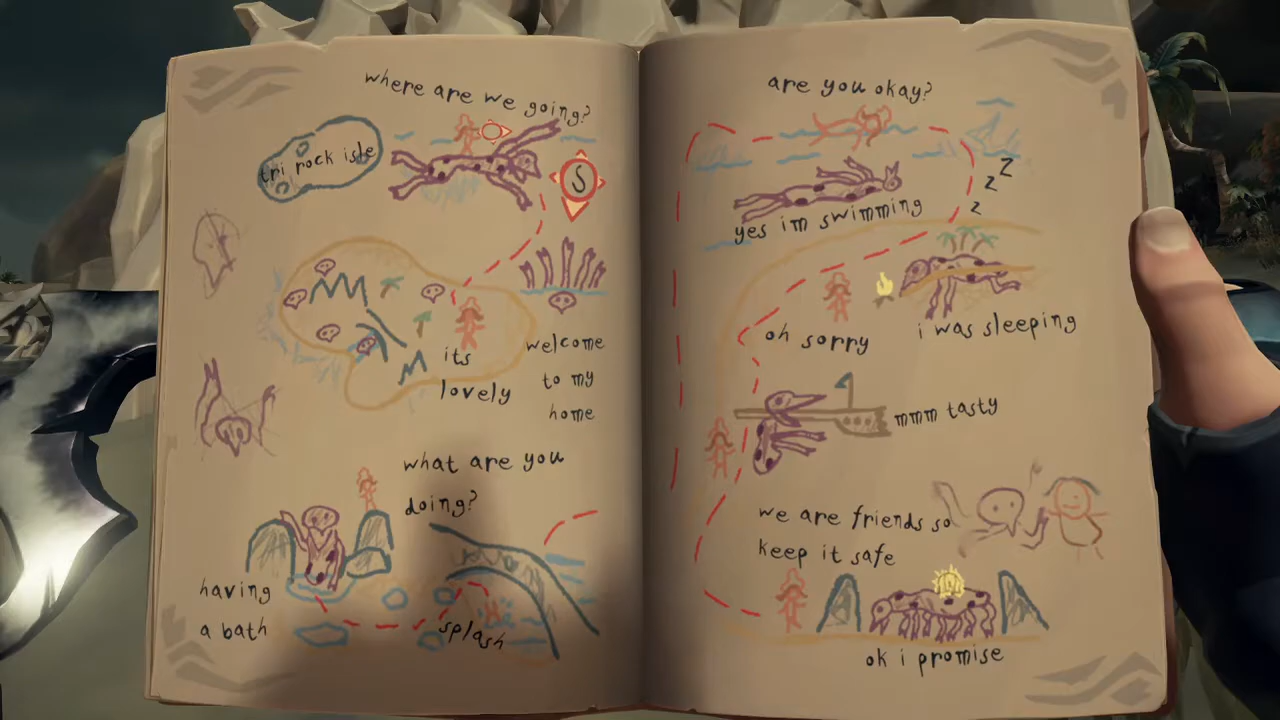 where are we going?
tri rock isle
S
its
lovely
welcome
to my
home
what are you
doing?
having
a bath
splash
are you okay?
yes im swimming
z z z
oh sorry
i was sleeping
mmm tasty
we are friends so
keep it safe
ok i promise